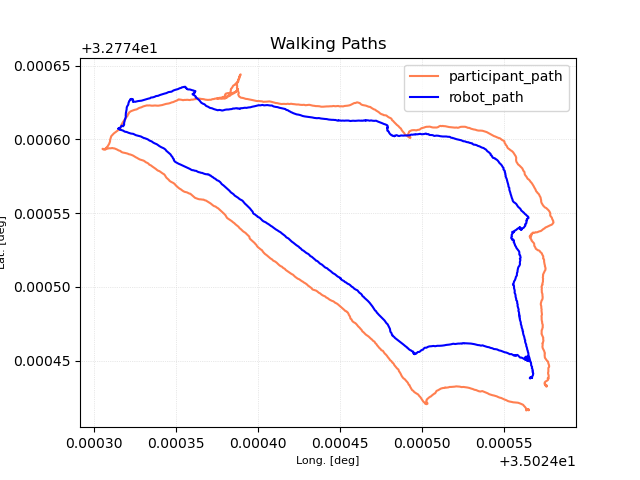 Walking Paths
+3.2774e1
participant_path
robot_path
0.00065
0.00060
0.00055
0.00050
0.00045
Lat. [deg]
0.00030 0.00035 0.00040 0.00045 0.00050 0.00055
Long. [deg]
+3.5024e1